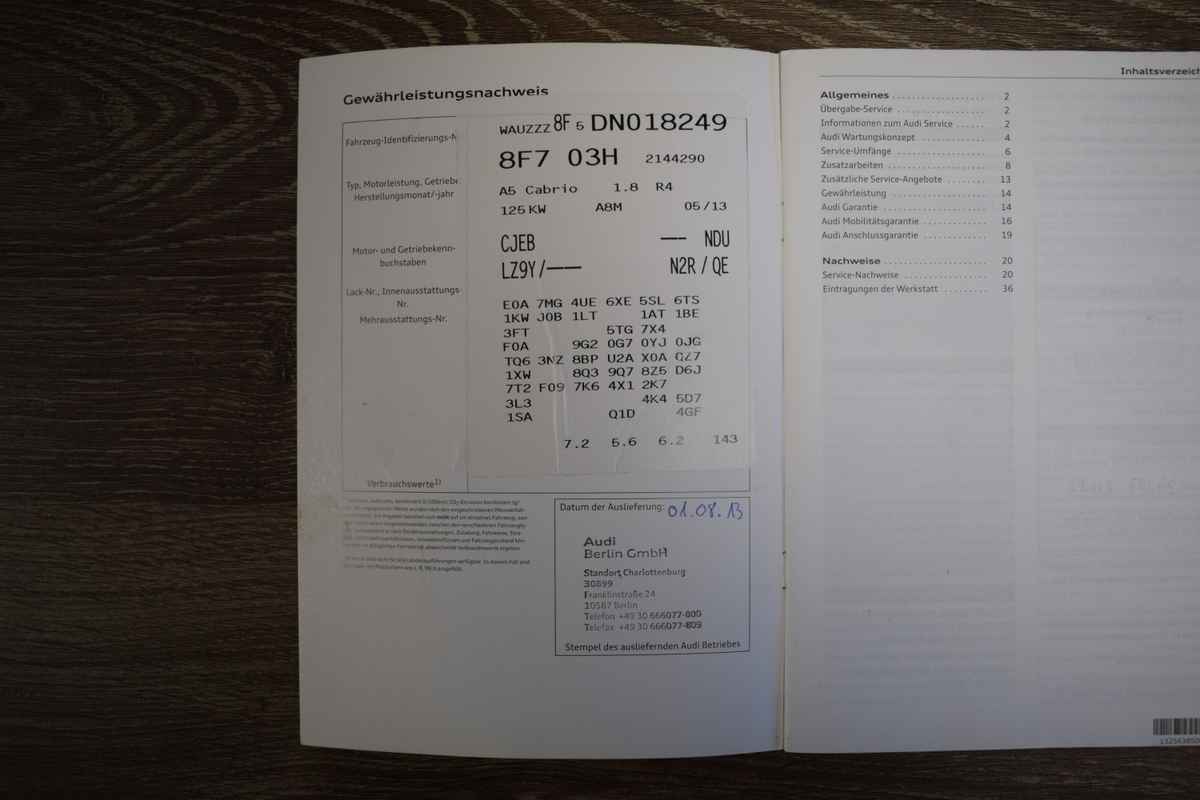 Gewährleistungsnachweis
Fahrzeug-Identifizierungs-N
WAUZZZ 8F 5 DN018249
8F7 03H 2144290
Typ, Motorleistung, Getriebe
Herstellungsmonat/-jahr
A5 Cabrio 1.8 R4
125 KW A8M 05/13
Motor- und Getriebekenn-
buchstaben
CJEB --- NDU
LZ9Y/--- N2R / QE
Lack-Nr., Innenausstattungs-
Nr.
Mehrausstattungs-Nr.
E0A 7MG 4UE 6XE 5SL 6TS
1KW J0B 1LT 1AT 1BE
3FT 5TG 7X4
F0A 9G2 0G7 0YJ 0JG
TQ6 3NZ 8BP U2A X0A QZ7
1XW 8Q3 9Q7 8Z5 D6J
7T2 F09 7K6 4X1 2K7
3L3 4K4 5D7
1SA Q1D 4GF
7.2 5.6 6.2 143
Verbrauchswerte1)
Datum der Auslieferung: 01.08.13
Audi
Berlin GmbH
Standort Charlottenburg
30899
Franklinstraße 24
10587 Berlin
Telefon +49 30 666077-800
Telefax +49 30 666077-809
Stempel des ausliefernden Audi Betriebes
Inhaltsverzeich
Allgemeines 2
Übergabe-Service 2
Informationen zum Audi Service 2
Audi Wartungskonzept 4
Service-Umfänge 6
Zusatzarbeiten 8
Zusätzliche Service-Angebote 13
Gewährleistung 14
Audi Garantie 14
Audi Mobilitätsgarantie 16
Audi Anschlussgarantie 19
Nachweise 20
Service-Nachweise 20
Eintragungen der Werkstatt 36